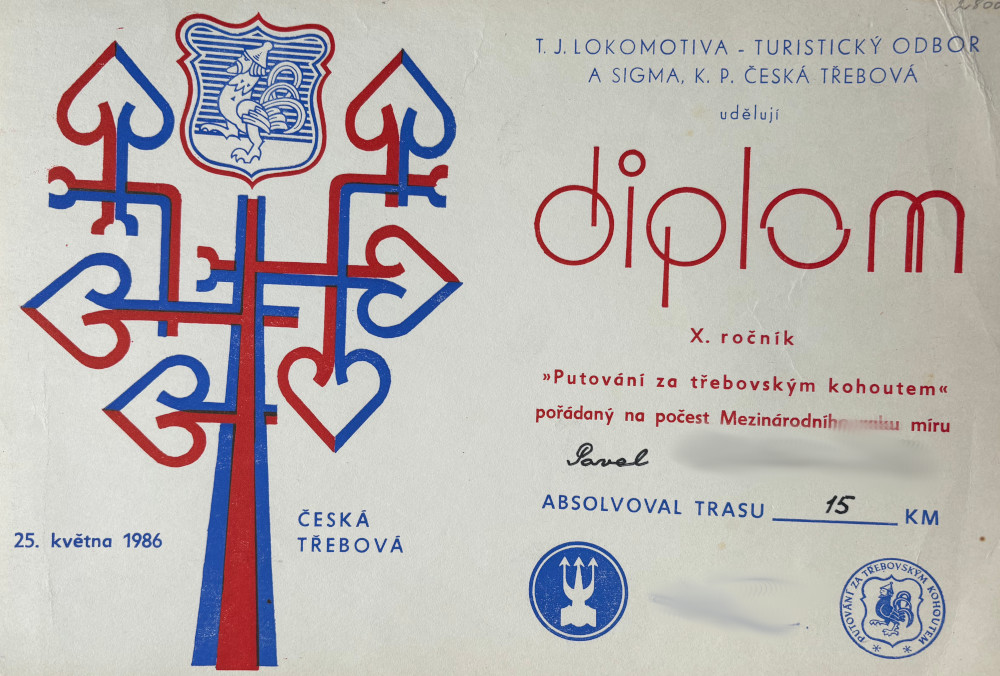 T. J. LOKOMOTIVA - TURISTICKÝ ODBOR
A SIGMA, K. P. ČESKÁ TŘEBOVÁ
udělují
diplom
X. ročník
»Putování za třebovským kohoutem«
pořádaný na počest Mezinárodního roku míru
Pavel
ABSOLVOVAL TRASU 15 KM
25. května 1986
ČESKÁ
TŘEBOVÁ
PUTOVÁNÍ ZA TŘEBOVSKÝM KOHOUTEM